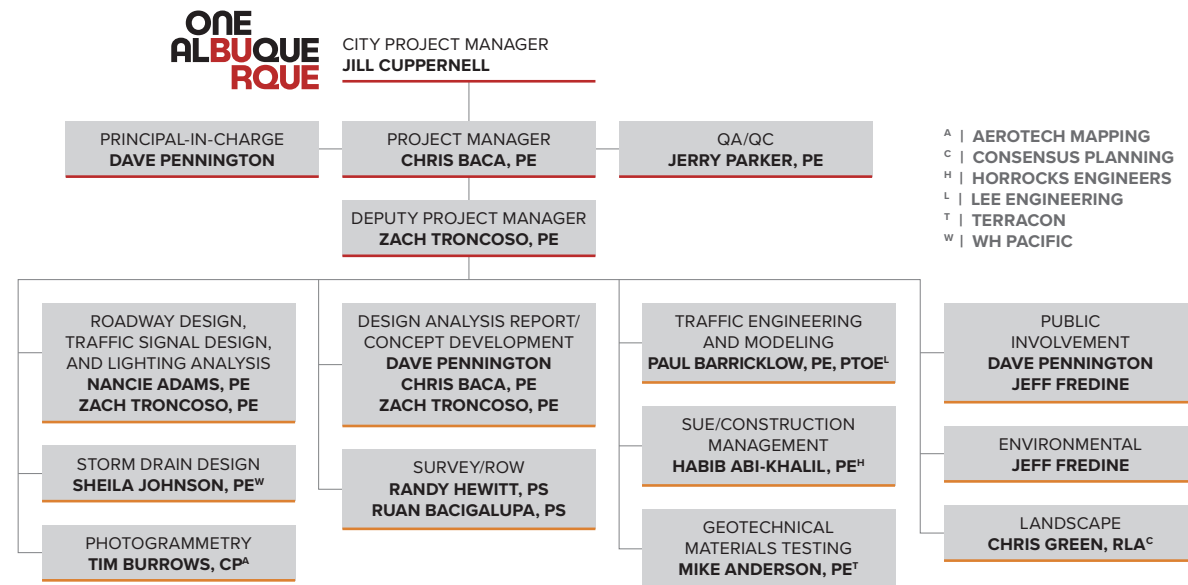 ONE
ALBUQUE
RQUE
CITY PROJECT MANAGER
JILL CUPPERNELL
PRINCIPAL-IN-CHARGE
DAVE PENNINGTON
PROJECT MANAGER
CHRIS BACA, PE
QA/QC
JERRY PARKER, PE
A | AEROTECH MAPPING
C | CONSENSUS PLANNING
H | HORROCKS ENGINEERS
L | LEE ENGINEERING
T | TERRACON
W | WH PACIFIC
DEPUTY PROJECT MANAGER
ZACH TRONCOSO, PE
ROADWAY DESIGN,
TRAFFIC SIGNAL DESIGN,
AND LIGHTING ANALYSIS
NANCIE ADAMS, PE
ZACH TRONCOSO, PE
STORM DRAIN DESIGN
SHEILA JOHNSON, PEW
PHOTOGRAMMETRY
TIM BURROWS, CPA
DESIGN ANALYSIS REPORT/
CONCEPT DEVELOPMENT
DAVE PENNINGTON
CHRIS BACA, PE
ZACH TRONCOSO, PE
SURVEY/ROW
RANDY HEWITT, PS
RUAN BACIGALUPA, PS
TRAFFIC ENGINEERING
AND MODELING
PAUL BARRICKLOW, PE, PTOEL
SUE/CONSTRUCTION
MANAGEMENT
HABIB ABI-KHALIL, PEH
GEOTECHNICAL
MATERIALS TESTING
MIKE ANDERSON, PET
PUBLIC
INVOLVEMENT
DAVE PENNINGTON
JEFF FREDINE
ENVIRONMENTAL
JEFF FREDINE
LANDSCAPE
CHRIS GREEN, RLAC